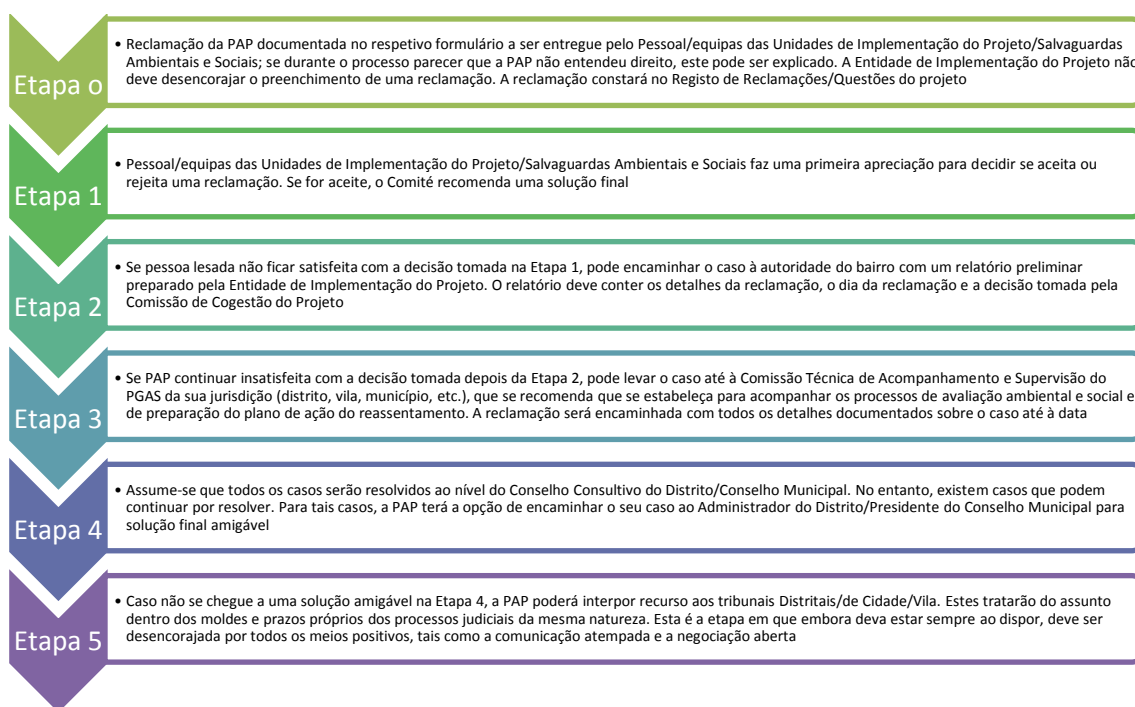 • Reclamação da PAP documentada no respetivo formulário a ser entregue pelo Pessoal/equipas das Unidades de Implementação do Projeto/Salvaguardas
Ambientais e Sociais; se durante o processo parecer que a PAP não entendeu direito, este pode ser explicado. A Entidade de Implementação do Projeto não
deve desencorajar o preenchimento de uma reclamação. A reclamação constará no Registo de Reclamações/Questões do projeto
Etapa o
• Pessoal/equipas das Unidades de Implementação do Projeto/Salvaguardas Ambientais e Sociais faz uma primeira apreciação para decidir se aceita ou
rejeita uma reclamação. Se for aceite, o Comité recomenda uma solução final
Etapa 1
• Se pessoa lesada não ficar satisfeita com a decisão tomada na Etapa 1, pode encaminhar o caso à autoridade do bairro com um relatório preliminar
preparado pela Entidade de Implementação do Projeto. O relatório deve conter os detalhes da reclamação, o dia da reclamação e a decisão tomada pela
Comissão de Cogestão do Projeto
Etapa 2
• Se PAP continuar insatisfeita com a decisão tomada depois da Etapa 2, pode levar o caso até à Comissão Técnica de Acompanhamento e Supervisão do
PGAS da sua jurisdição (distrito, vila, município, etc.), que se recomenda que se estabeleça para acompanhar os processos de avaliação ambiental e social e
de preparação do plano de ação do reassentamento. A reclamação será encaminhada com todos os detalhes documentados sobre o caso até à data
Etapa 3
• Assume-se que todos os casos serão resolvidos ao nível do Conselho Consultivo do Distrito/Conselho Municipal. No entanto, existem casos que podem
continuar por resolver. Para tais casos, a PAP terá a opção de encaminhar o seu caso ao Administrador do Distrito/Presidente do Conselho Municipal para
solução final amigável
Etapa 4
• Caso não se chegue a uma solução amigável na Etapa 4, a PAP poderá interpor recurso aos tribunais Distritais/de Cidade/Vila. Estes tratarão do assunto
dentro dos moldes e prazos próprios dos processos judiciais da mesma natureza. Esta é a etapa em que embora deva estar sempre ao dispor, deve ser
desencorajada por todos os meios positivos, tais como a comunicação atempada e a negociação aberta
Etapa 5